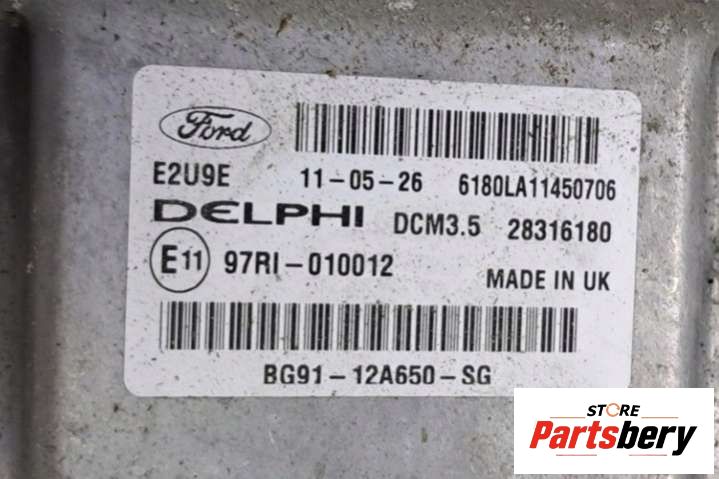 Ford
E2U9E 11-05-26 6180LA11450706
DELPHI DCM3.5 28316180
E11 97RI-010012 MADE IN UK
BG91-12A650-SG
STORE
Partsbery